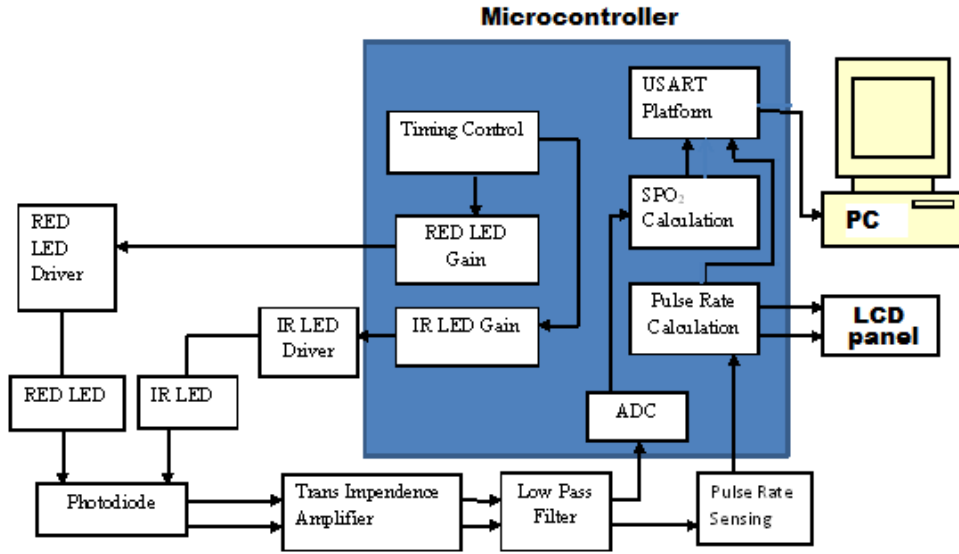 Microcontroller
USART
Platform
Timing Control
SPO₂
Calculation
PC
RED
LED
Driver
RED LED
Gain
Pulse Rate
Calculation
LCD
panel
IR LED
Driver
IR LED Gain
RED LED
IR LED
ADC
Photodiode
Trans Impendence
Amplifier
Low Pass
Filter
Pulse Rate
Sensing